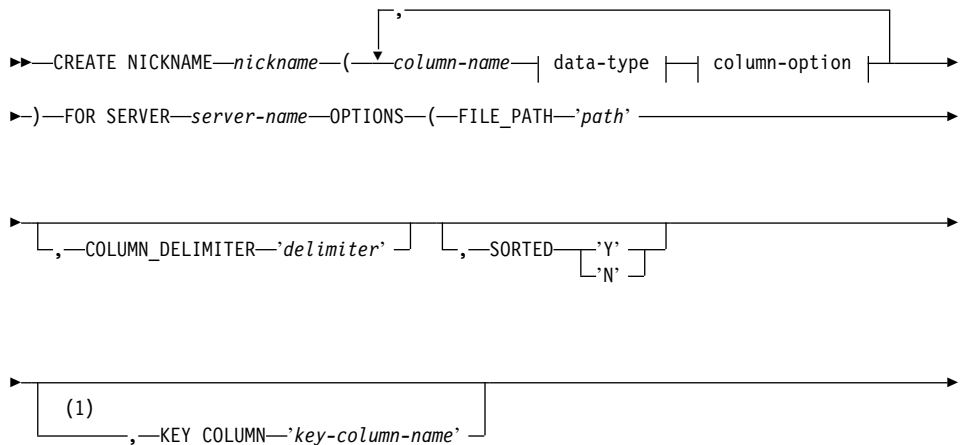 ,
CREATE NICKNAME nickname ( column-name data-type column-option
) FOR SERVER server-name OPTIONS ( FILE_PATH 'path'
, COLUMN_DELIMITER 'delimiter' , SORTED 'Y'
'N'
(1)
, KEY COLUMN 'key-column-name'